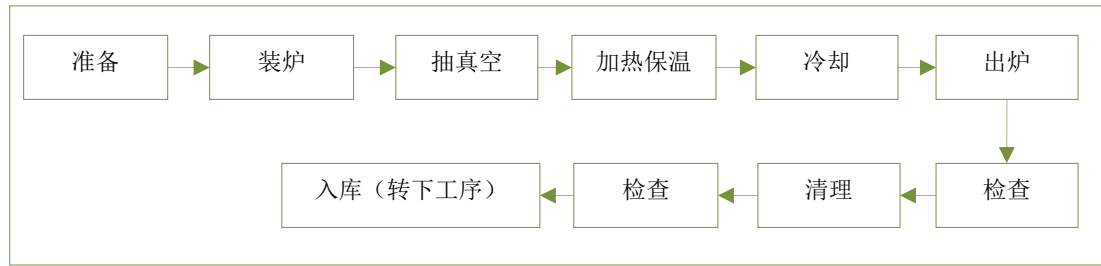 准备
装炉
抽真空
加热保温
冷却
出炉
检查
清理
检查
入库（转下工序）